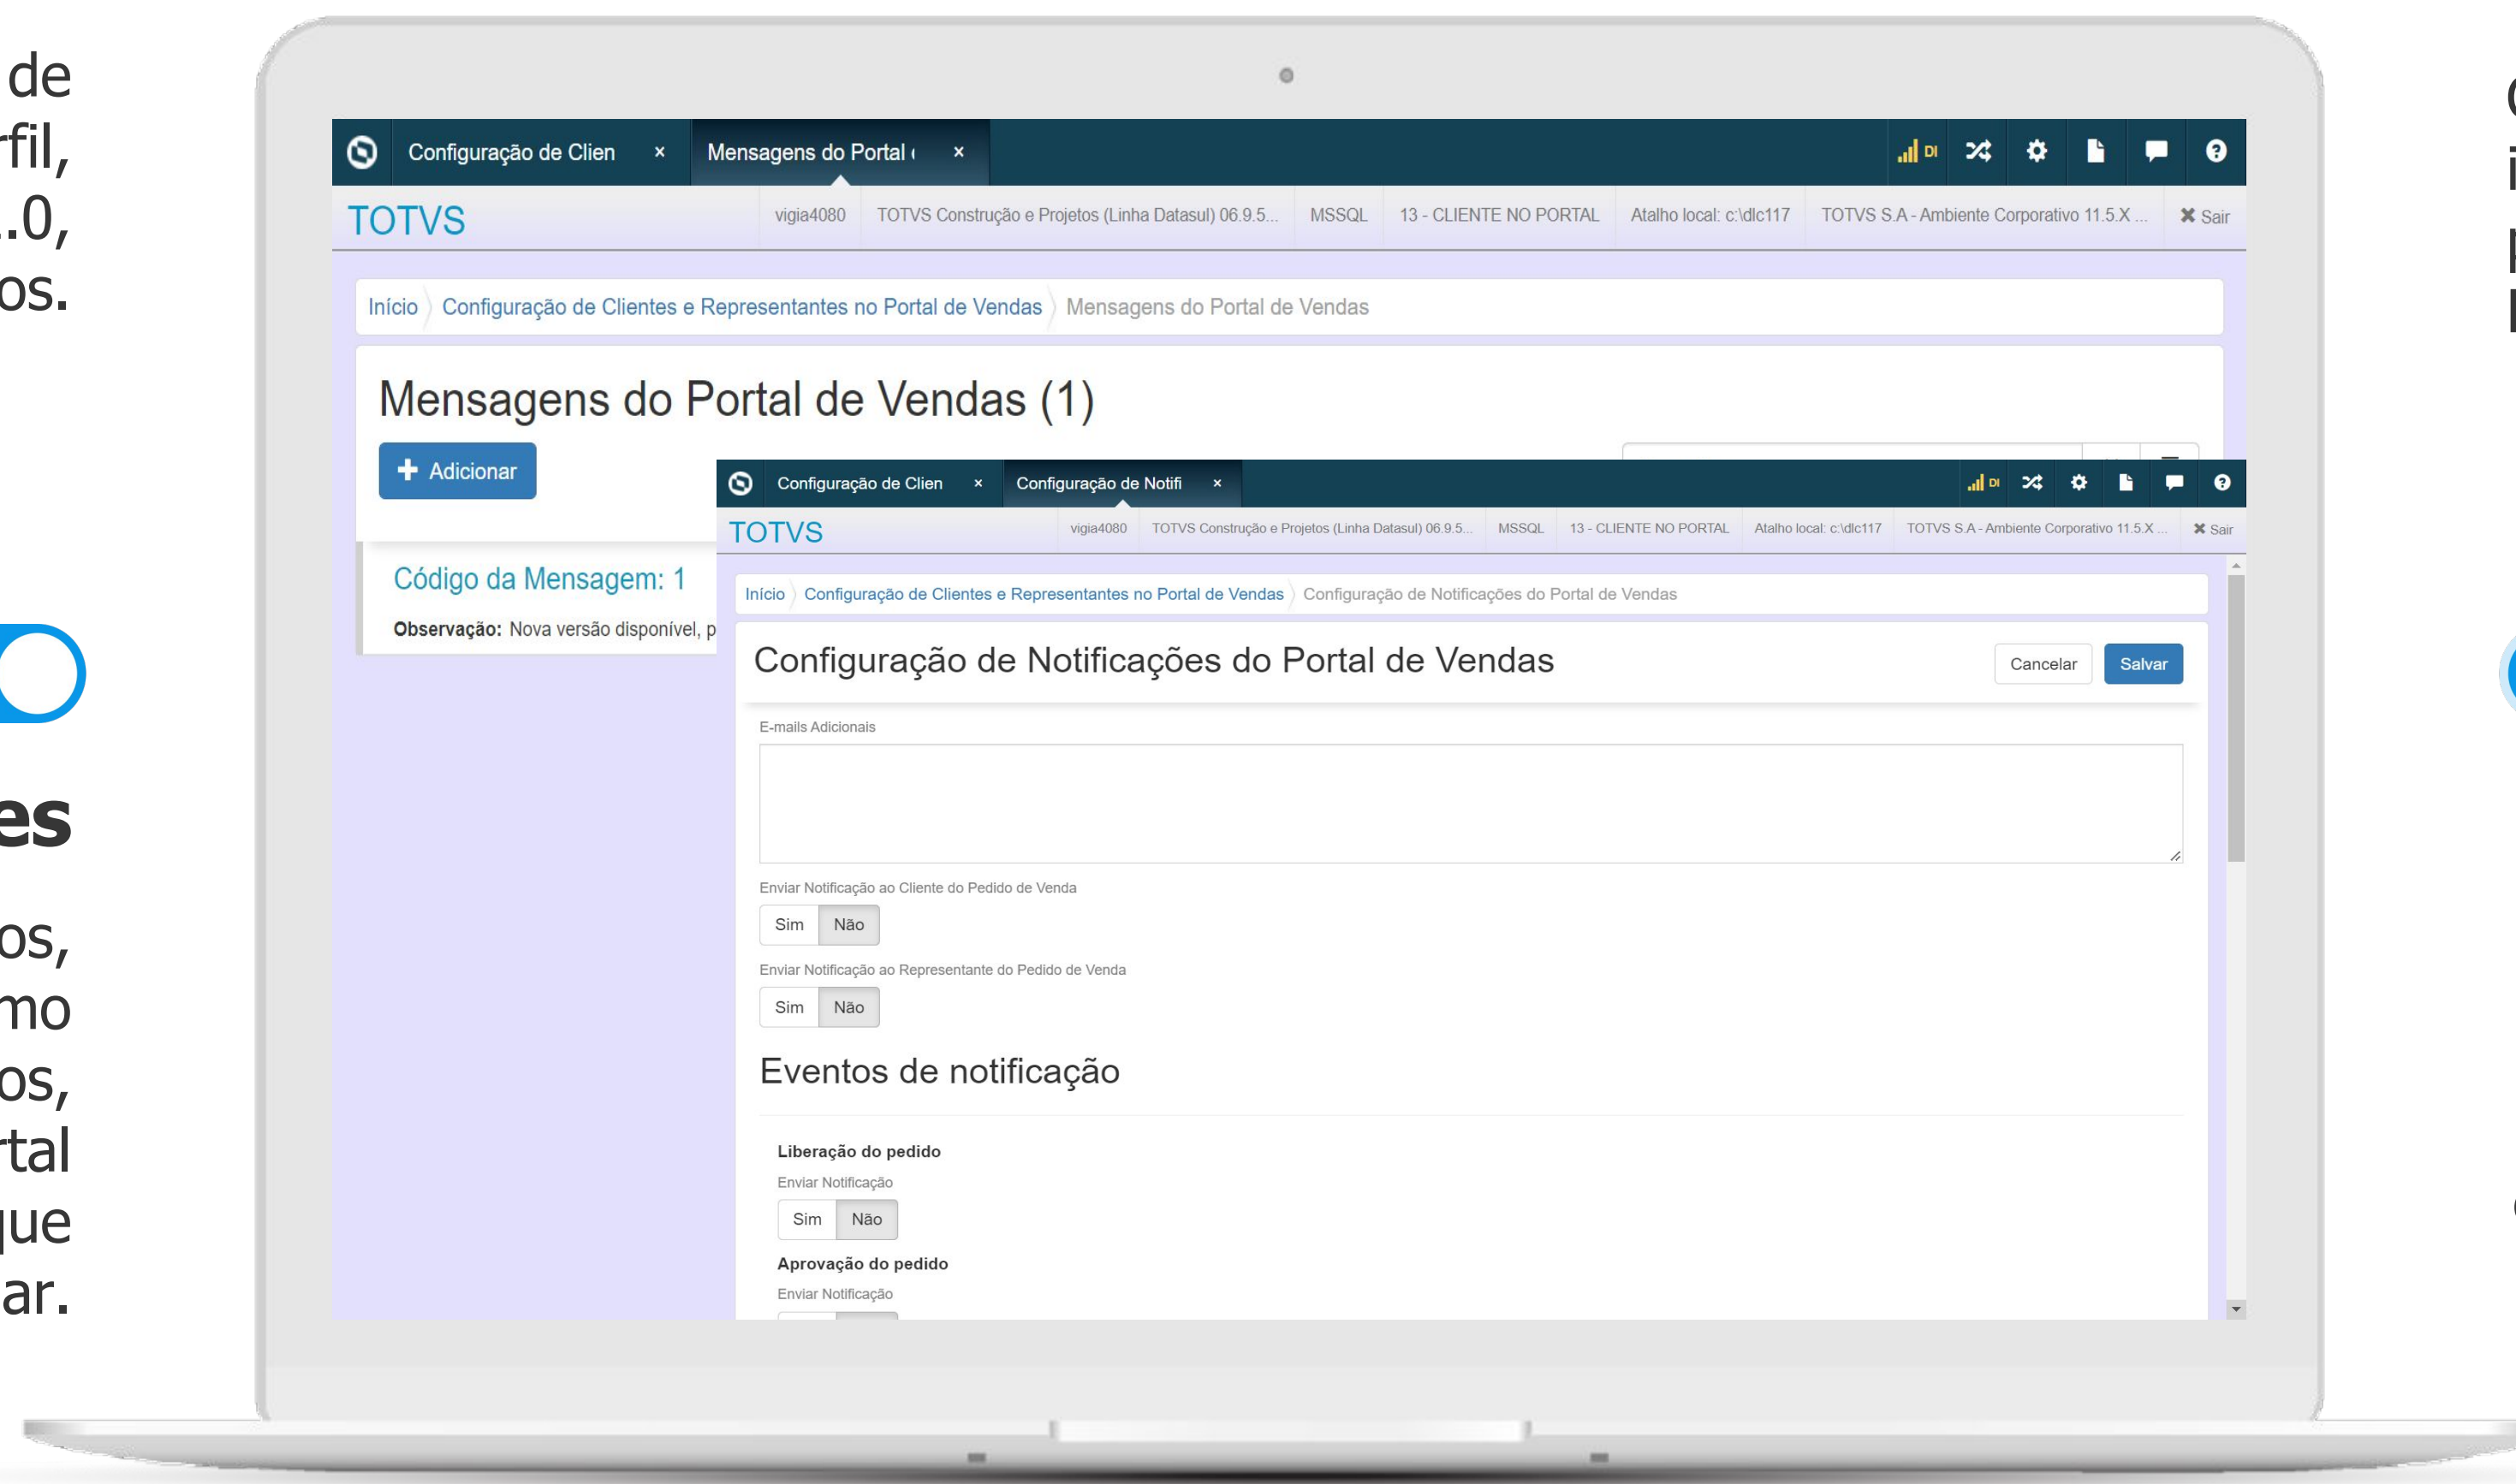 de
os.
Configuração de Clien ×
Mensagens do Portal ×
DI
TOTVS
vigia4080
TOTVS Construção e Projetos (Linha Datasul) 06.9.5...
MSSQL
13 - CLIENTE NO PORTAL
Atalho local: c:\dlc117
TOTVS S.A - Ambiente Corporativo 11.5.X ...
Sair
Início Configuração de Clientes e Representantes no Portal de Vendas Mensagens do Portal de Vendas
Mensagens do Portal de Vendas (1)
Adicionar
Código da Mensagem: 1
Observação: Nova versão disponível, p
Configuração de Clien ×
Configuração de Notifi ×
DI
TOTVS
vigia4080
TOTVS Construção e Projetos (Linha Datasul) 06.9.5...
MSSQL
13 - CLIENTE NO PORTAL
Atalho local: c:\dlc117
TOTVS S.A - Ambiente Corporativo 11.5.X ...
Sair
Início Configuração de Clientes e Representantes no Portal de Vendas Configuração de Notificações do Portal de Vendas
Configuração de Notificações do Portal de Vendas
Cancelar
Salvar
E-mails Adicionais
Enviar Notificação ao Cliente do Pedido de Venda
Sim Não
Enviar Notificação ao Representante do Pedido de Venda
Sim Não
Eventos de notificação
Liberação do pedido
Enviar Notificação
Sim Não
Aprovação do pedido
Enviar Notificação
es
os,
mo
os,
rtal
que
ar.